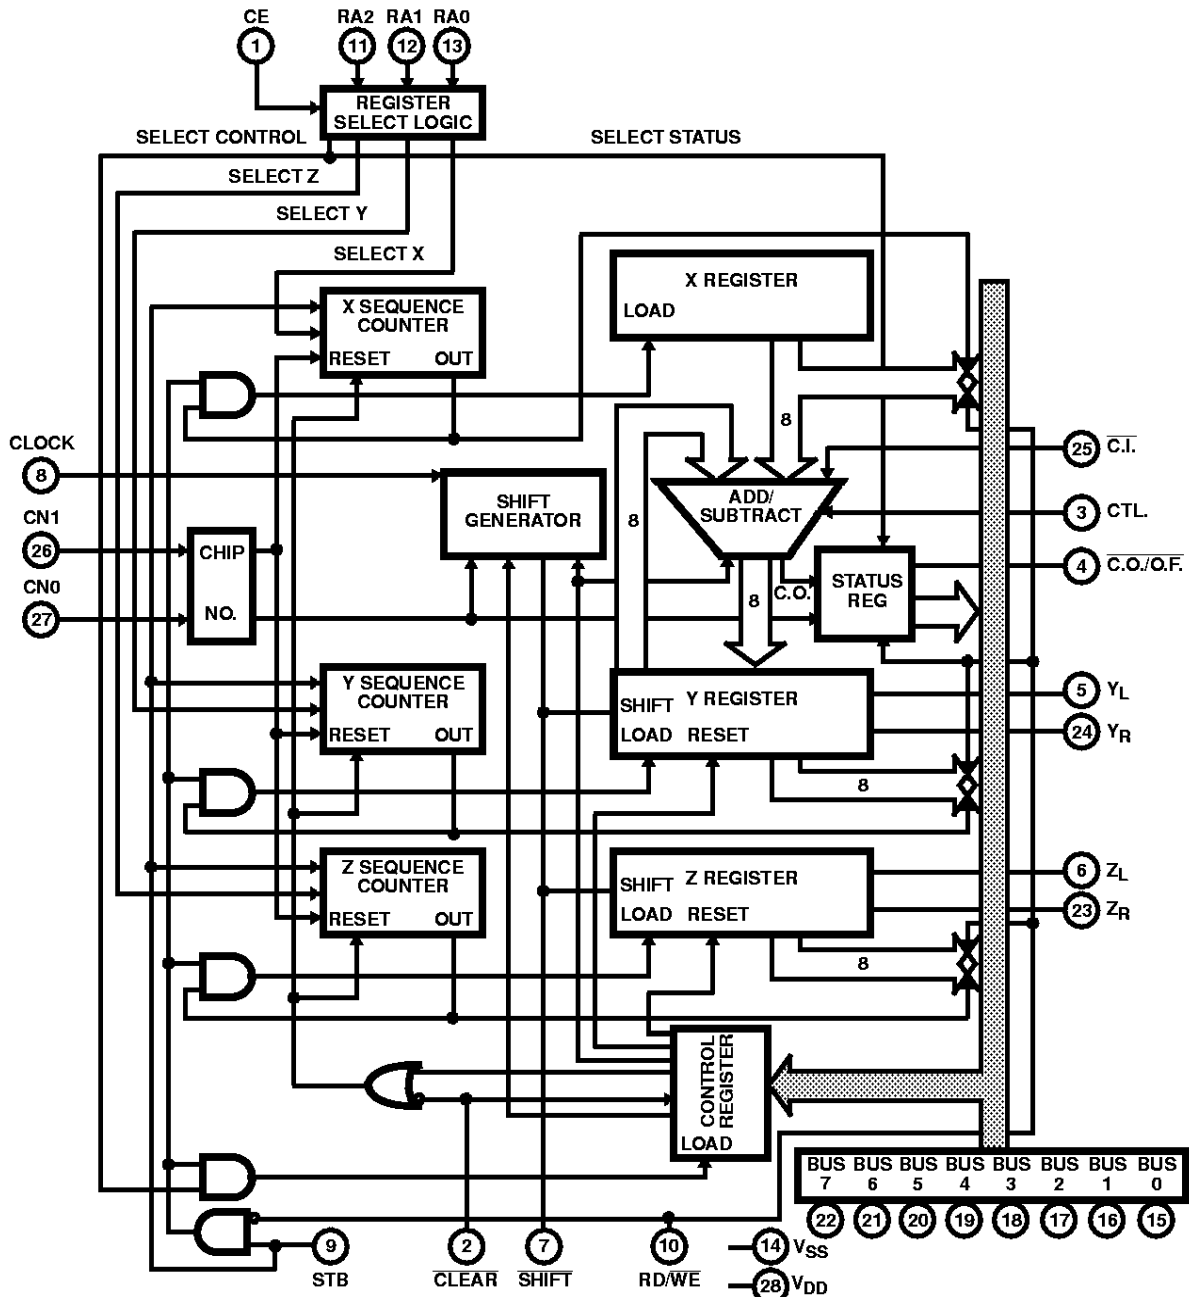 CE
RA2 RA1 RA0
1
11 12 13
REGISTER
SELECT LOGIC
SELECT CONTROL
SELECT STATUS
SELECT Z
SELECT Y
SELECT X
X REGISTER
LOAD
X SEQUENCE
COUNTER
RESET OUT
8
CLOCK
8
25 C.I.
SHIFT
GENERATOR
ADD/
SUBTRACT
3 CTL.
CN1
26
8
CHIP
NO.
CN0
27
4 C.O./O.F.
C.O.
STATUS
REG
8
Y SEQUENCE
COUNTER
RESET OUT
SHIFT Y REGISTER
LOAD RESET
5 YL
24 YR
8
Z SEQUENCE
COUNTER
RESET OUT
SHIFT Z REGISTER
LOAD RESET
6 ZL
23 ZR
8
CONTROL
REGISTER
LOAD
BUS BUS BUS BUS BUS BUS BUS BUS
7 6 5 4 3 2 1 0
22 21 20 19 18 17 16 15
9
STB
2
CLEAR
7
SHIFT
10
RD/WE
14 VSS
28 VDD